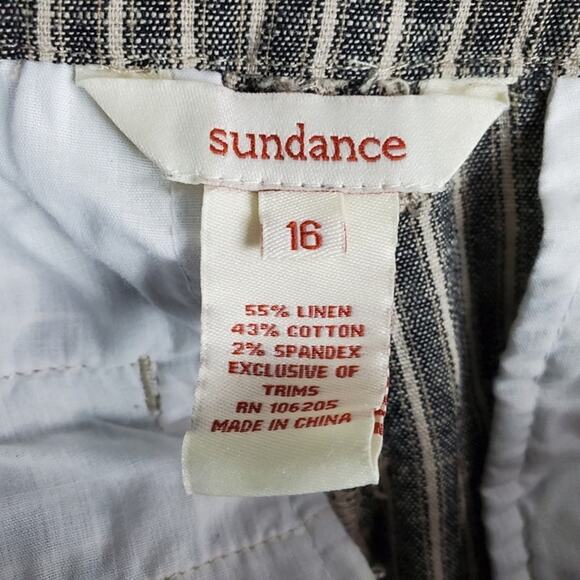 sundance
16
55% LINEN
43% COTTON
2% SPANDEX
EXCLUSIVE OF
TRIMS
RN 106205
MADE IN CHINA